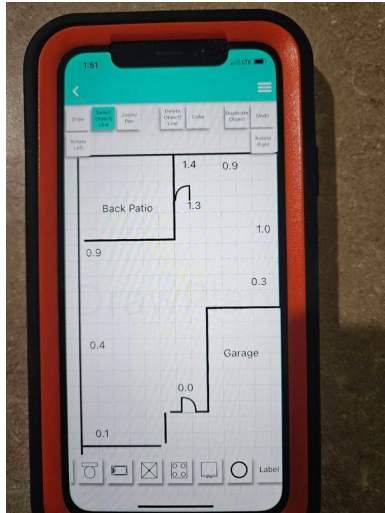 1:51
LTE
Draw
Select Object/ Line
Zoom/ Pan
Delete Object/ Line
Color
Duplicate Object
Undo
Rotate Left
Rotate Right
1.4 0.9
Back Patio
1.3
1.0
0.9
0.3
0.4
Garage
0.0
0.1
Label